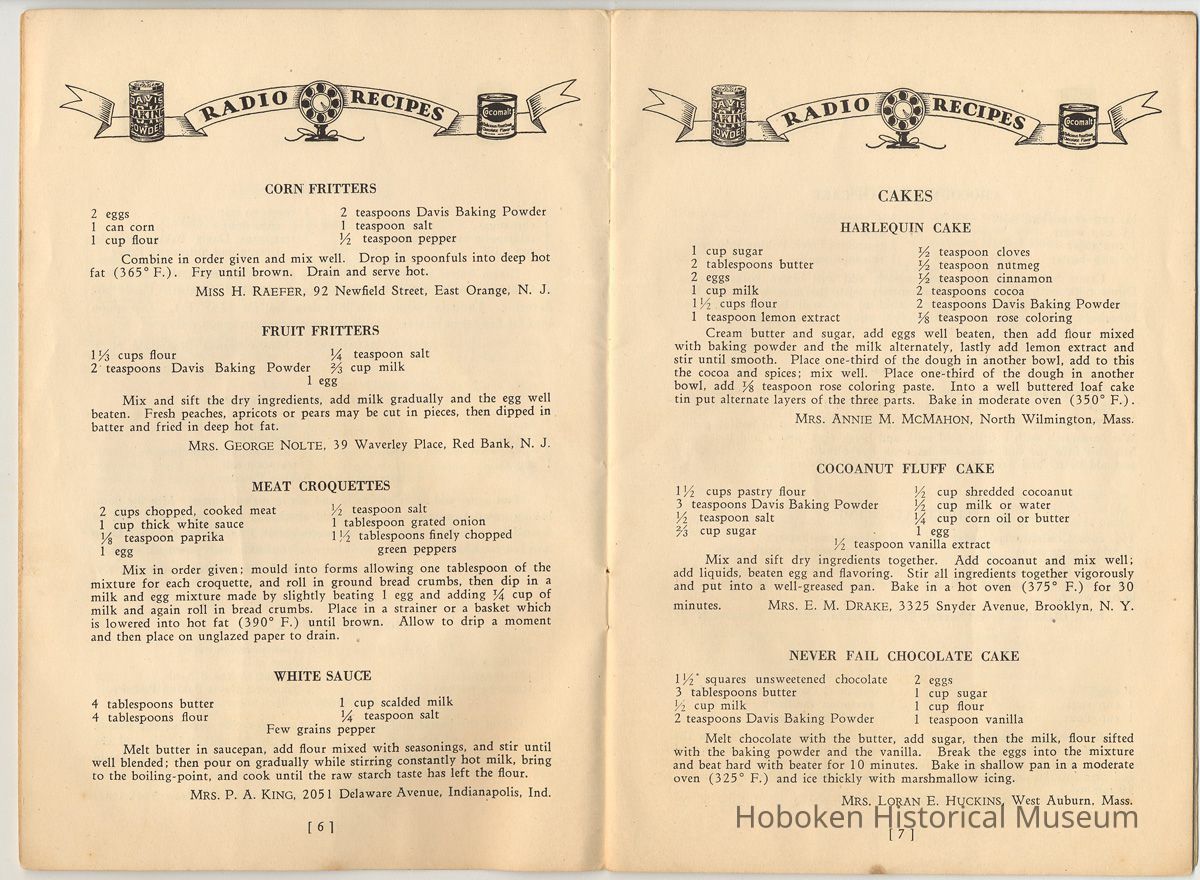 RADIO RECIPES
DAVIS
BAKING
POWDER
Cocomalt
CORN FRITTERS
2 eggs
1 can corn
1 cup flour
2 teaspoons Davis Baking Powder
1 teaspoon salt
½ teaspoon pepper
Combine in order given and mix well. Drop in spoonfuls into deep hot
fat (365° F.). Fry until brown. Drain and serve hot.
MISS H. RAEFER, 92 Newfield Street, East Orange, N. J.
FRUIT FRITTERS
1⅓ cups flour
2 teaspoons Davis Baking Powder
¼ teaspoon salt
⅔ cup milk
1 egg
Mix and sift the dry ingredients, add milk gradually and the egg well
beaten. Fresh peaches, apricots or pears may be cut in pieces, then dipped in
batter and fried in deep hot fat.
MRS. GEORGE NOLTE, 39 Waverley Place, Red Bank, N. J.
MEAT CROQUETTES
2 cups chopped, cooked meat
1 cup thick white sauce
⅛ teaspoon paprika
1 egg
½ teaspoon salt
1 tablespoon grated onion
1½ tablespoons finely chopped
green peppers
Mix in order given; mould into forms allowing one tablespoon of the
mixture for each croquette, and roll in ground bread crumbs, then dip in a
milk and egg mixture made by slightly beating 1 egg and adding ¼ cup of
milk and again roll in bread crumbs. Place in a strainer or a basket which
is lowered into hot fat (390° F.) until brown. Allow to drip a moment
and then place on unglazed paper to drain.
WHITE SAUCE
4 tablespoons butter
4 tablespoons flour
1 cup scalded milk
¼ teaspoon salt
Few grains pepper
Melt butter in saucepan, add flour mixed with seasonings, and stir until
well blended; then pour on gradually while stirring constantly hot milk, bring
to the boiling-point, and cook until the raw starch taste has left the flour.
MRS. P. A. KING, 2051 Delaware Avenue, Indianapolis, Ind.
[6]
RADIO RECIPES
DAVIS
BAKING
POWDER
Cocomalt
CAKES
HARLEQUIN CAKE
1 cup sugar
2 tablespoons butter
2 eggs
1 cup milk
1½ cups flour
1 teaspoon lemon extract
½ teaspoon cloves
½ teaspoon nutmeg
½ teaspoon cinnamon
2 teaspoons cocoa
2 teaspoons Davis Baking Powder
⅛ teaspoon rose coloring
Cream butter and sugar, add eggs well beaten, then add flour mixed
with baking powder and the milk alternately, lastly add lemon extract and
stir until smooth. Place one-third of the dough in another bowl, add to this
the cocoa and spices; mix well. Place one-third of the dough in another
bowl, add ⅛ teaspoon rose coloring paste. Into a well buttered loaf cake
tin put alternate layers of the three parts. Bake in moderate oven (350° F.).
MRS. ANNIE M. MCMAHON, North Wilmington, Mass.
COCOANUT FLUFF CAKE
1½ cups pastry flour
3 teaspoons Davis Baking Powder
½ teaspoon salt
⅔ cup sugar
½ cup shredded cocoanut
½ cup milk or water
¼ cup corn oil or butter
1 egg
½ teaspoon vanilla extract
Mix and sift dry ingredients together. Add cocoanut and mix well;
add liquids, beaten egg and flavoring. Stir all ingredients together vigorously
and put into a well-greased pan. Bake in a hot oven (375° F.) for 30
minutes. MRS. E. M. DRAKE, 3325 Snyder Avenue, Brooklyn, N. Y.
NEVER FAIL CHOCOLATE CAKE
1½ squares unsweetened chocolate
3 tablespoons butter
½ cup milk
2 teaspoons Davis Baking Powder
2 eggs
1 cup sugar
1 cup flour
1 teaspoon vanilla
Melt chocolate with the butter, add sugar, then the milk, flour sifted
with the baking powder and the vanilla. Break the eggs into the mixture
and beat hard with beater for 10 minutes. Bake in shallow pan in a moderate
oven (325° F.) and ice thickly with marshmallow icing.
MRS. LORAN E. HUCKINS, West Auburn, Mass.
Hoboken Historical Museum
[7]